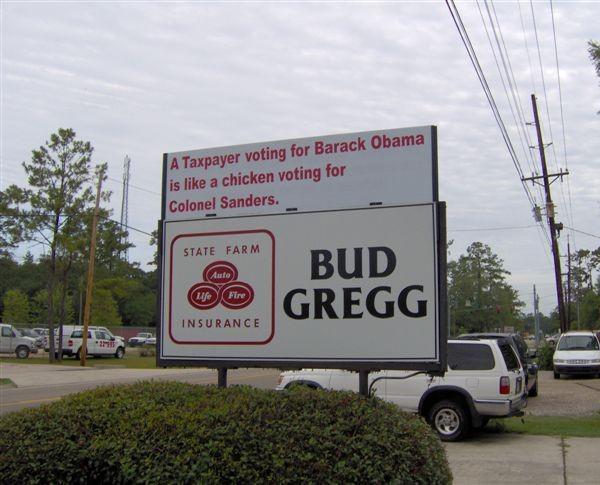 A Taxpayer voting for Barack Obama
is like a chicken voting for
Colonel Sanders.
STATE FARM
Auto
Life Fire
INSURANCE
BUD
GREGG